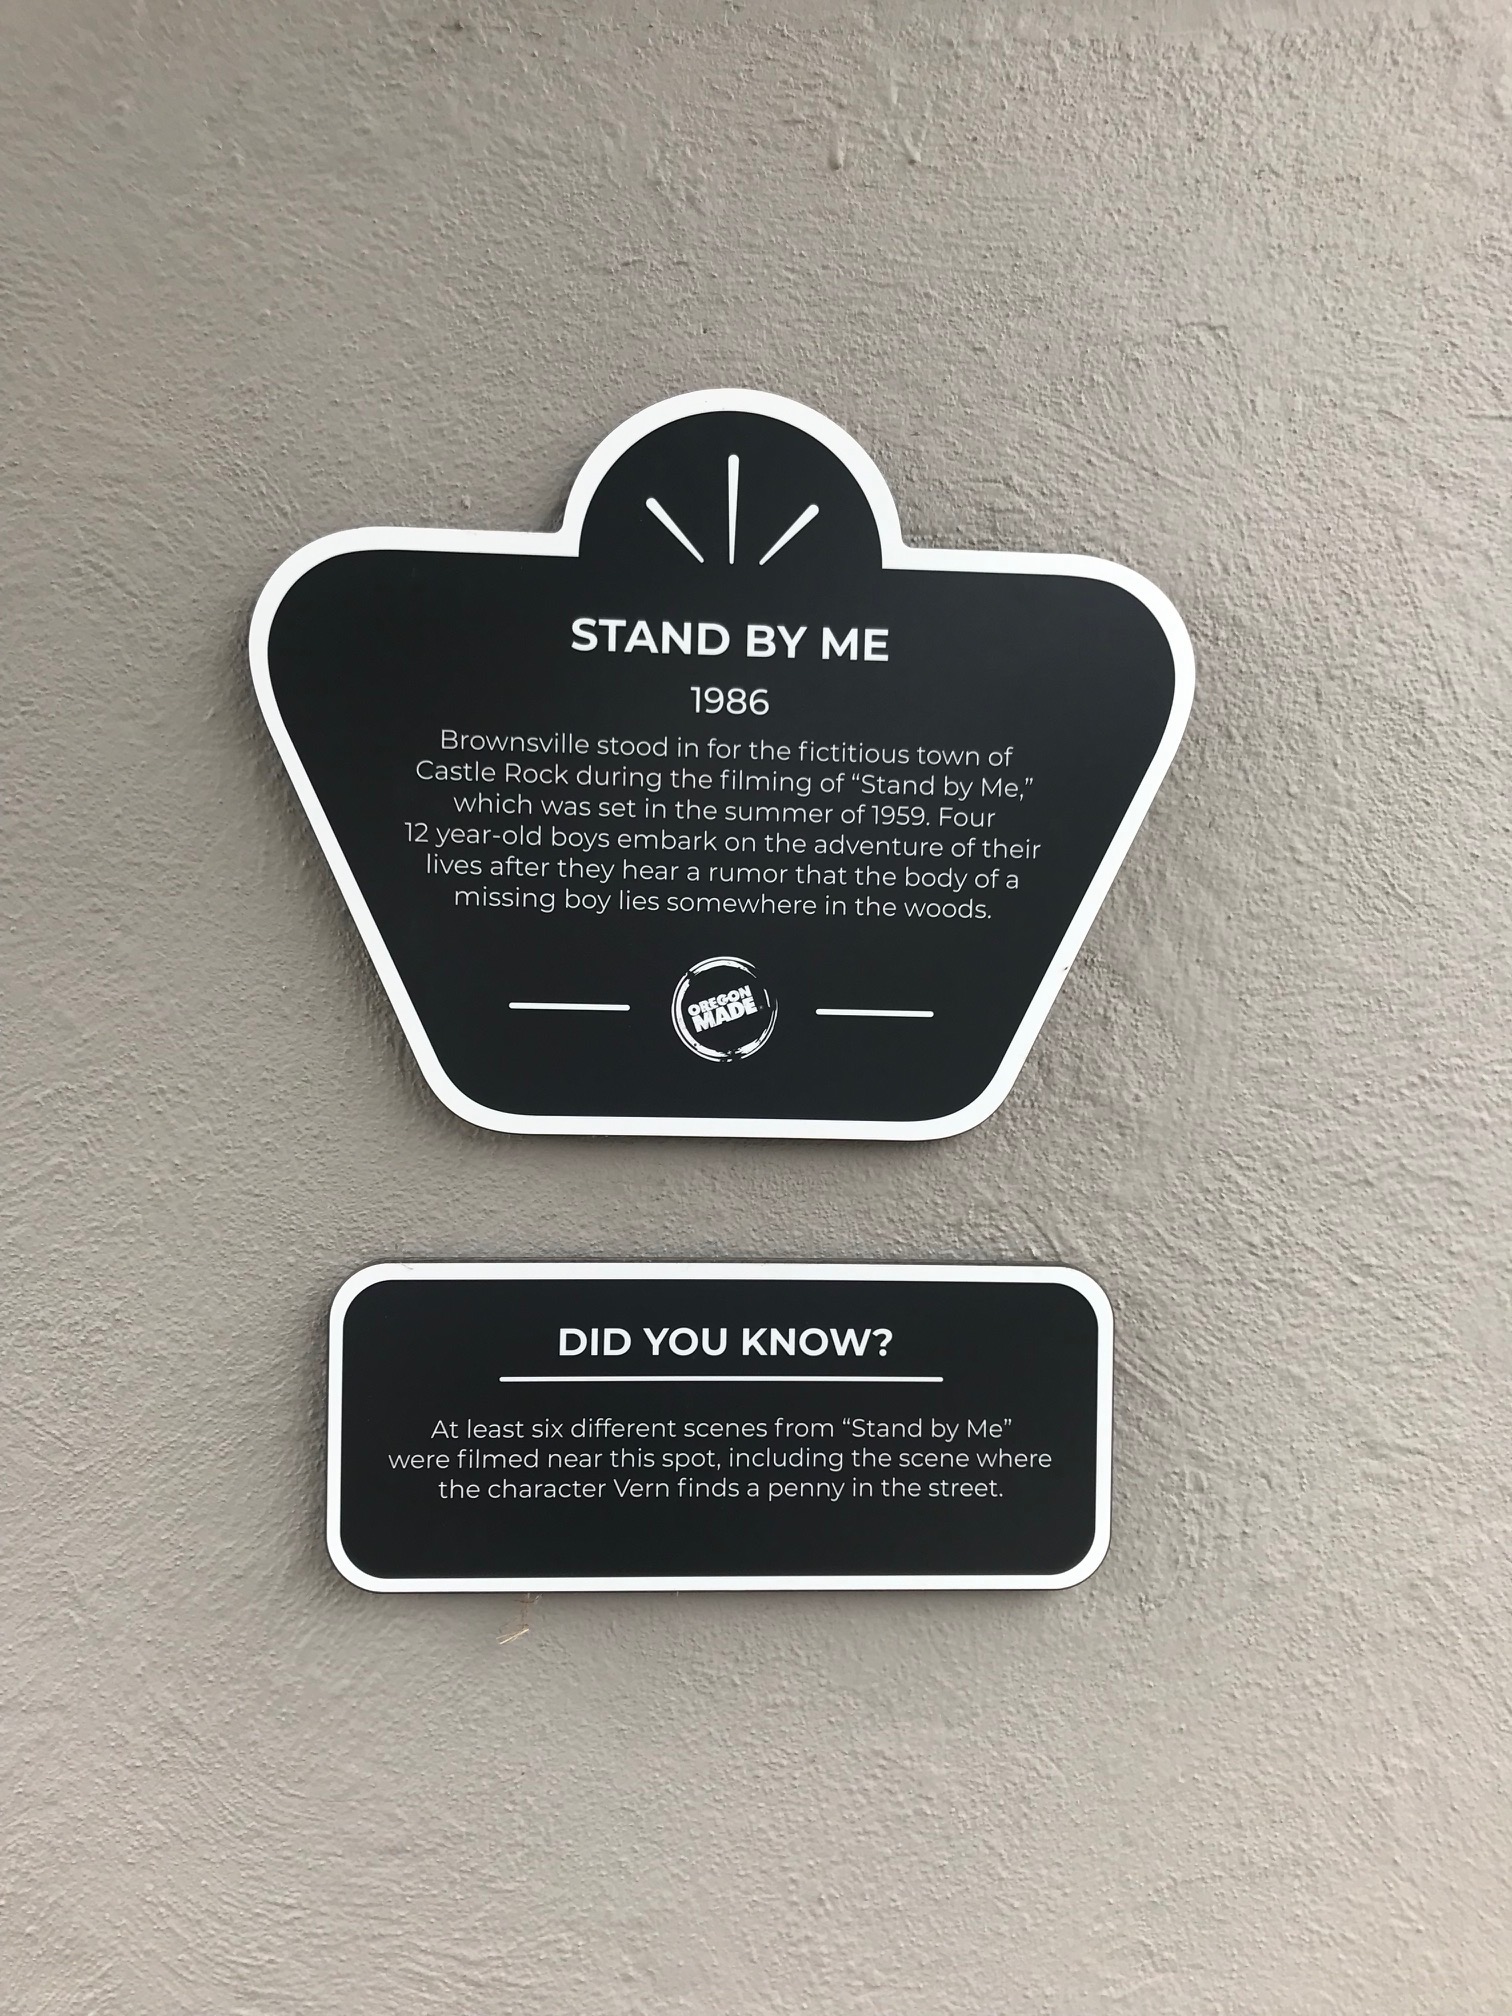 STAND BY ME
1986
Brownsville stood in for the fictitious town of
Castle Rock during the filming of “Stand by Me,”
which was set in the summer of 1959. Four
12 year-old boys embark on the adventure of their
lives after they hear a rumor that the body of a
missing boy lies somewhere in the woods.
OREGON
MADE
DID YOU KNOW?
At least six different scenes from “Stand by Me”
were filmed near this spot, including the scene where
the character Vern finds a penny in the street.